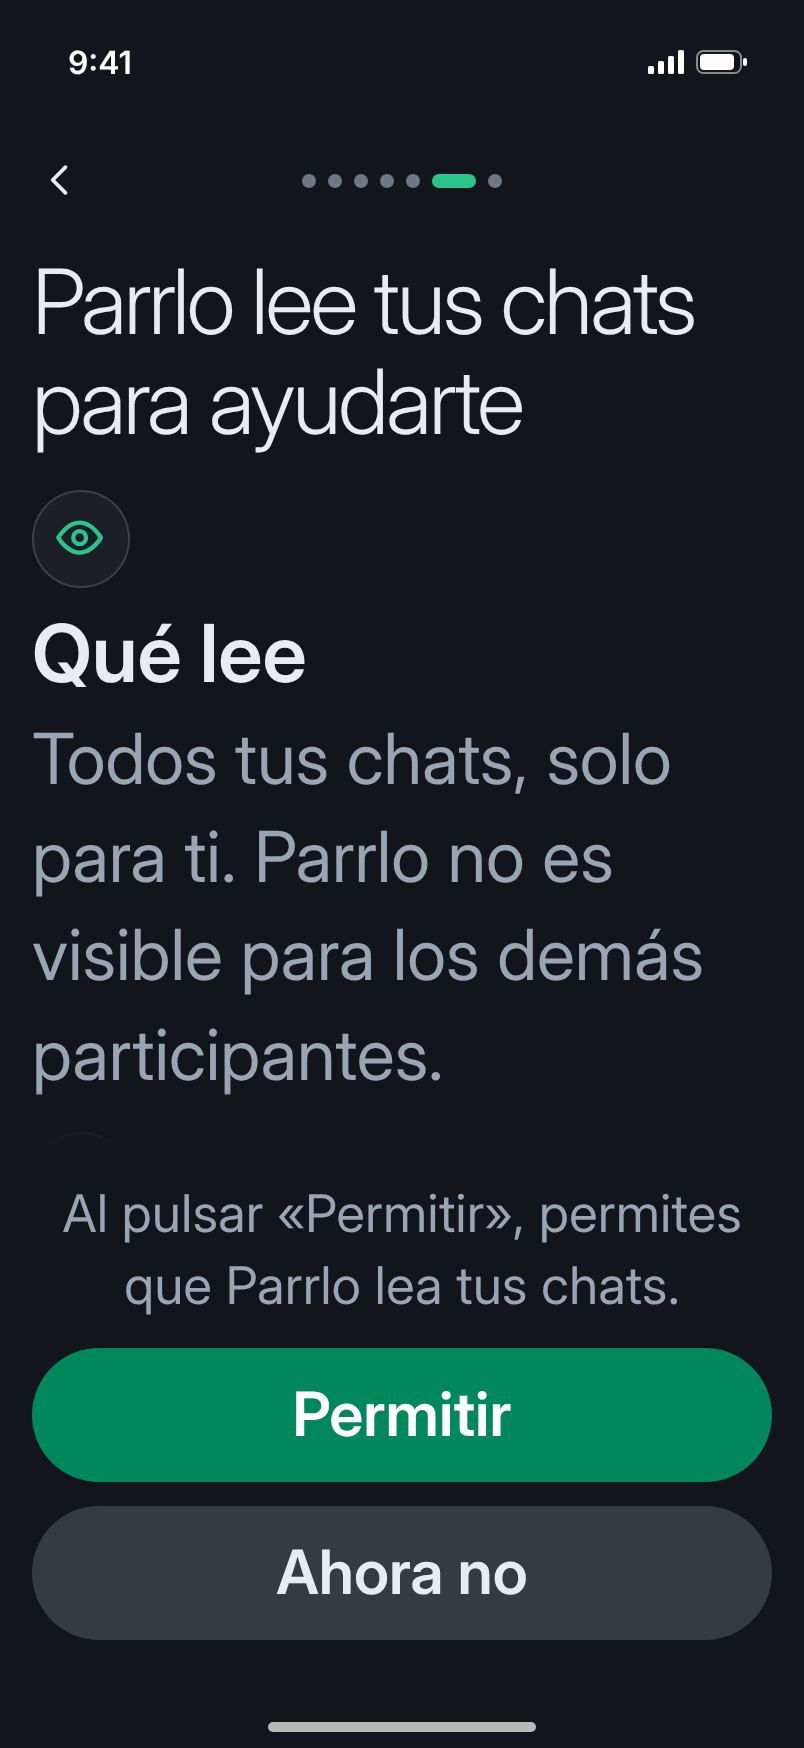 9:41
Parrlo lee tus chats
para ayudarte
Qué lee
Todos tus chats, solo
para ti. Parrlo no es
visible para los demás
participantes.
Al pulsar «Permitir», permites
que Parrlo lea tus chats.
Permitir
Ahora no